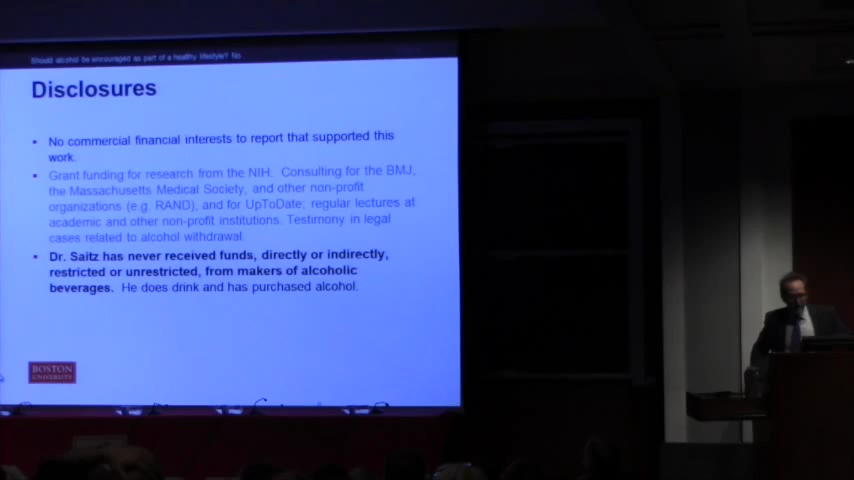 Should alcohol be encouraged as part of a healthy lifestyle? No
Disclosures
▪ No commercial financial interests to report that supported this
work.
▪ Grant funding for research from the NIH. Consulting for the BMJ,
the Massachusetts Medical Society, and other non-profit
organizations (e.g. RAND), and for UpToDate; regular lectures at
academic and other non-profit institutions. Testimony in legal
cases related to alcohol withdrawal.
▪ Dr. Saitz has never received funds, directly or indirectly,
restricted or unrestricted, from makers of alcoholic
beverages. He does drink and has purchased alcohol.
BOSTON
UNIVERSITY